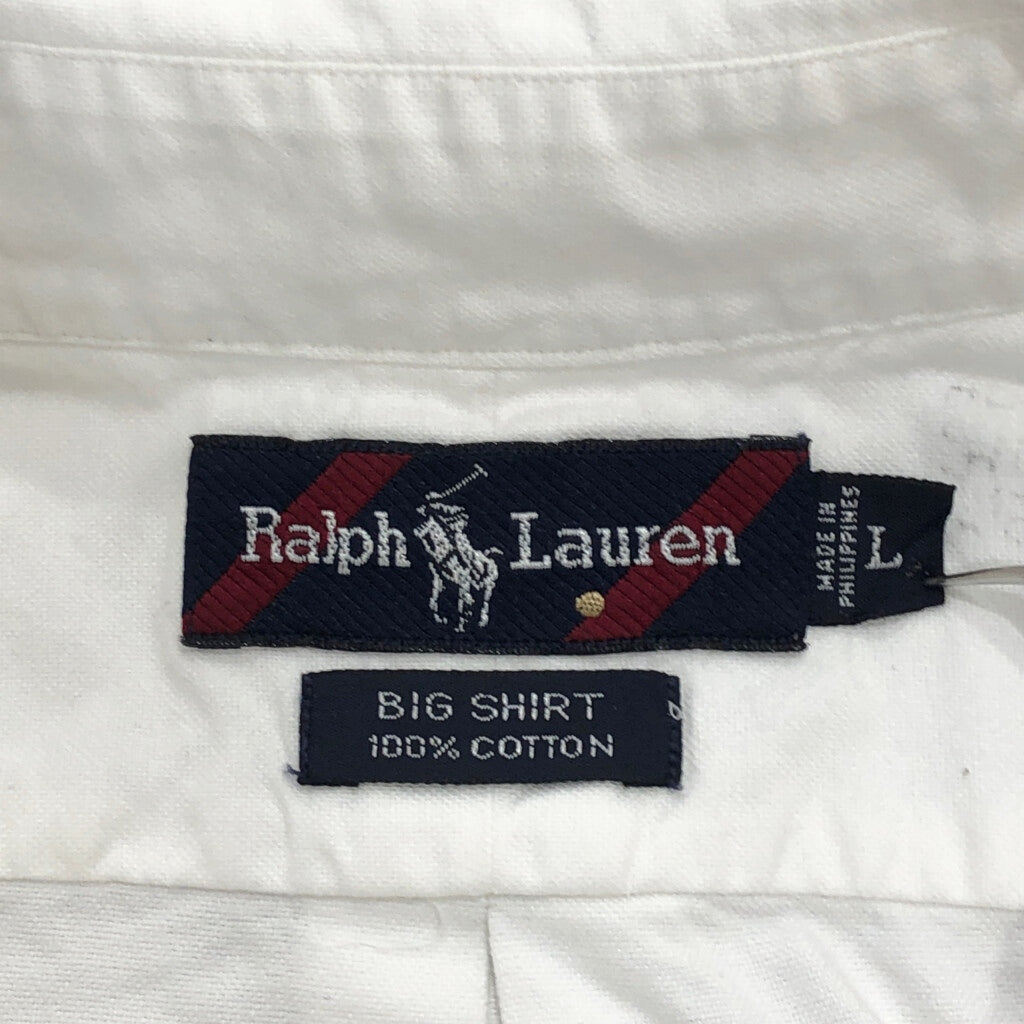 Ralph Lauren
MADE IN
PHILIPPINES
L
BIG SHIRT
100% COTTON